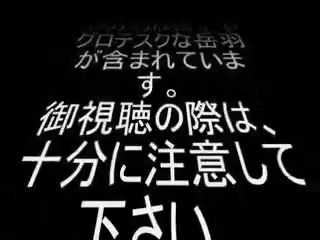 グロテスクな岳羽
が含まれていま
す。
御視聴の際は、
十分に注意して
下さい。